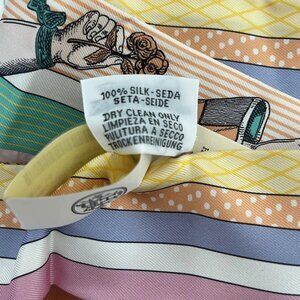 100% SILK-SEDA
SETA-SEIDE
DRY CLEAN ONLY
LIMPIEZA EN SECO
PULITURA A SECCO
TROCKENREINIGUNG